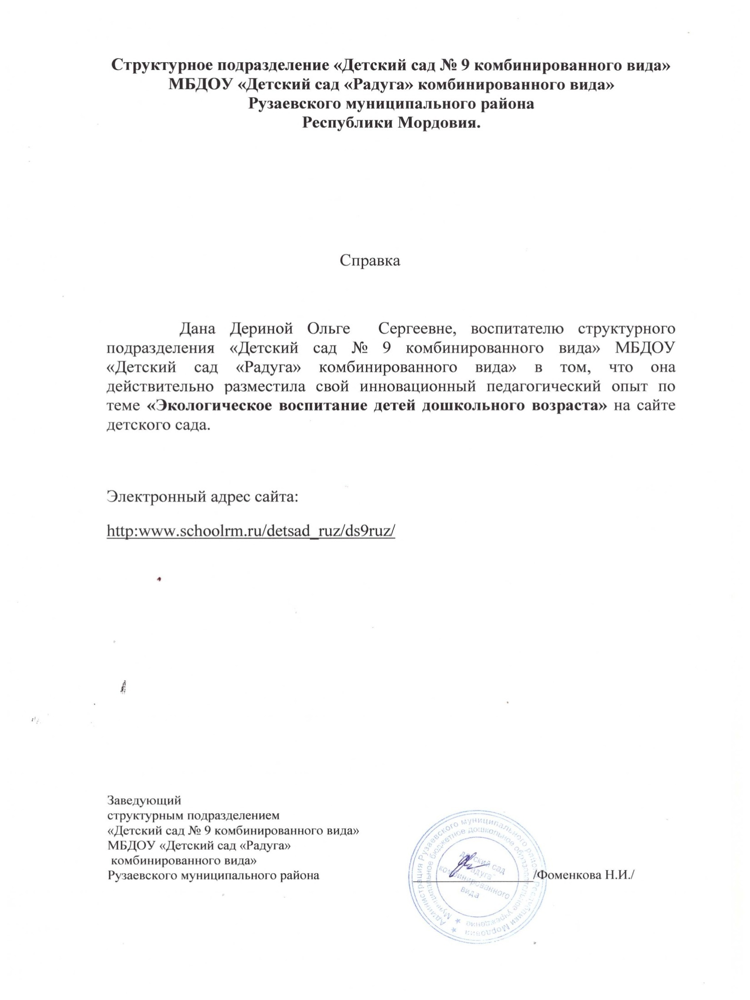 Структурное подразделение «Детский сад № 9 комбинированного вида»
МБДОУ «Детский сад «Радуга» комбинированного вида»
Рузаевского муниципального района
Республики Мордовия.
Справка
Дана Дериной Ольге Сергеевне, воспитателю структурного
подразделения «Детский сад № 9 комбинированного вида» МБДОУ
«Детский сад «Радуга» комбинированного вида» в том, что она
действительно разместила свой инновационный педагогический опыт по
теме «Экологическое воспитание детей дошкольного возраста» на сайте
детского сада.
Электронный адрес сайта:
http:www.schoolrm.ru/detsad_ruz/ds9ruz/
Заведующий
структурным подразделением
«Детский сад № 9 комбинированного вида»
МБДОУ «Детский сад «Радуга»
комбинированного вида»
Рузаевского муниципального района
/Фоменкова Н.И./
Администрация Рузаевского муниципального района Республики Мордовия
Муниципальное бюджетное дошкольное образовательное учреждение
детский сад
"Радуга"
комбинированного
вида